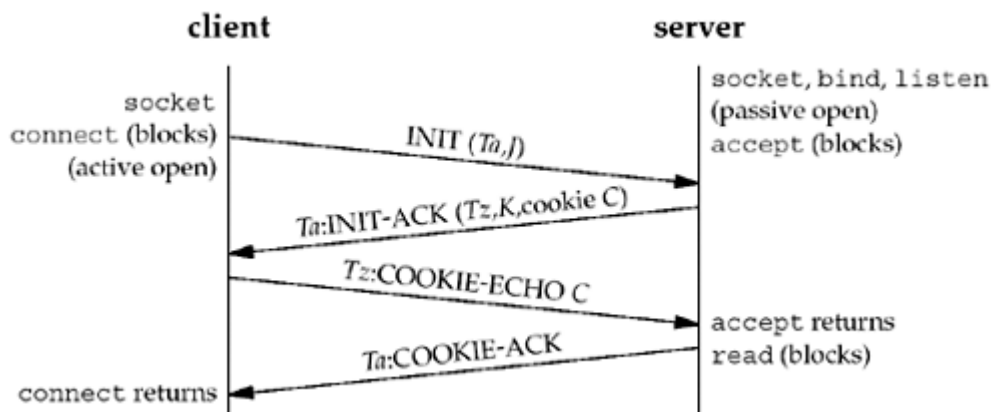 client
server
socket
connect (blocks)
(active open)
socket, bind, listen
(passive open)
accept (blocks)
INIT (Ta,J)
Ta:INIT-ACK (Tz,K,cookie C)
Tz:COOKIE-ECHO C
accept returns
read (blocks)
Ta:COOKIE-ACK
connect returns